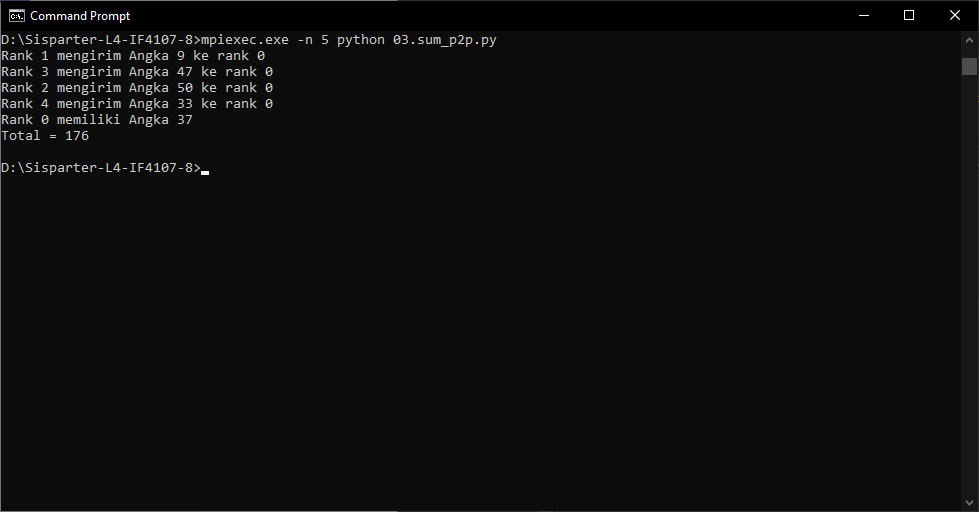 Command Prompt
D:\Sisparter-L4-IF4107-8>mpiexec.exe -n 5 python 03.sum_p2p.py
Rank 1 mengirim Angka 9 ke rank 0
Rank 3 mengirim Angka 47 ke rank 0
Rank 2 mengirim Angka 50 ke rank 0
Rank 4 mengirim Angka 33 ke rank 0
Rank 0 memiliki Angka 37
Total = 176
D:\Sisparter-L4-IF4107-8>